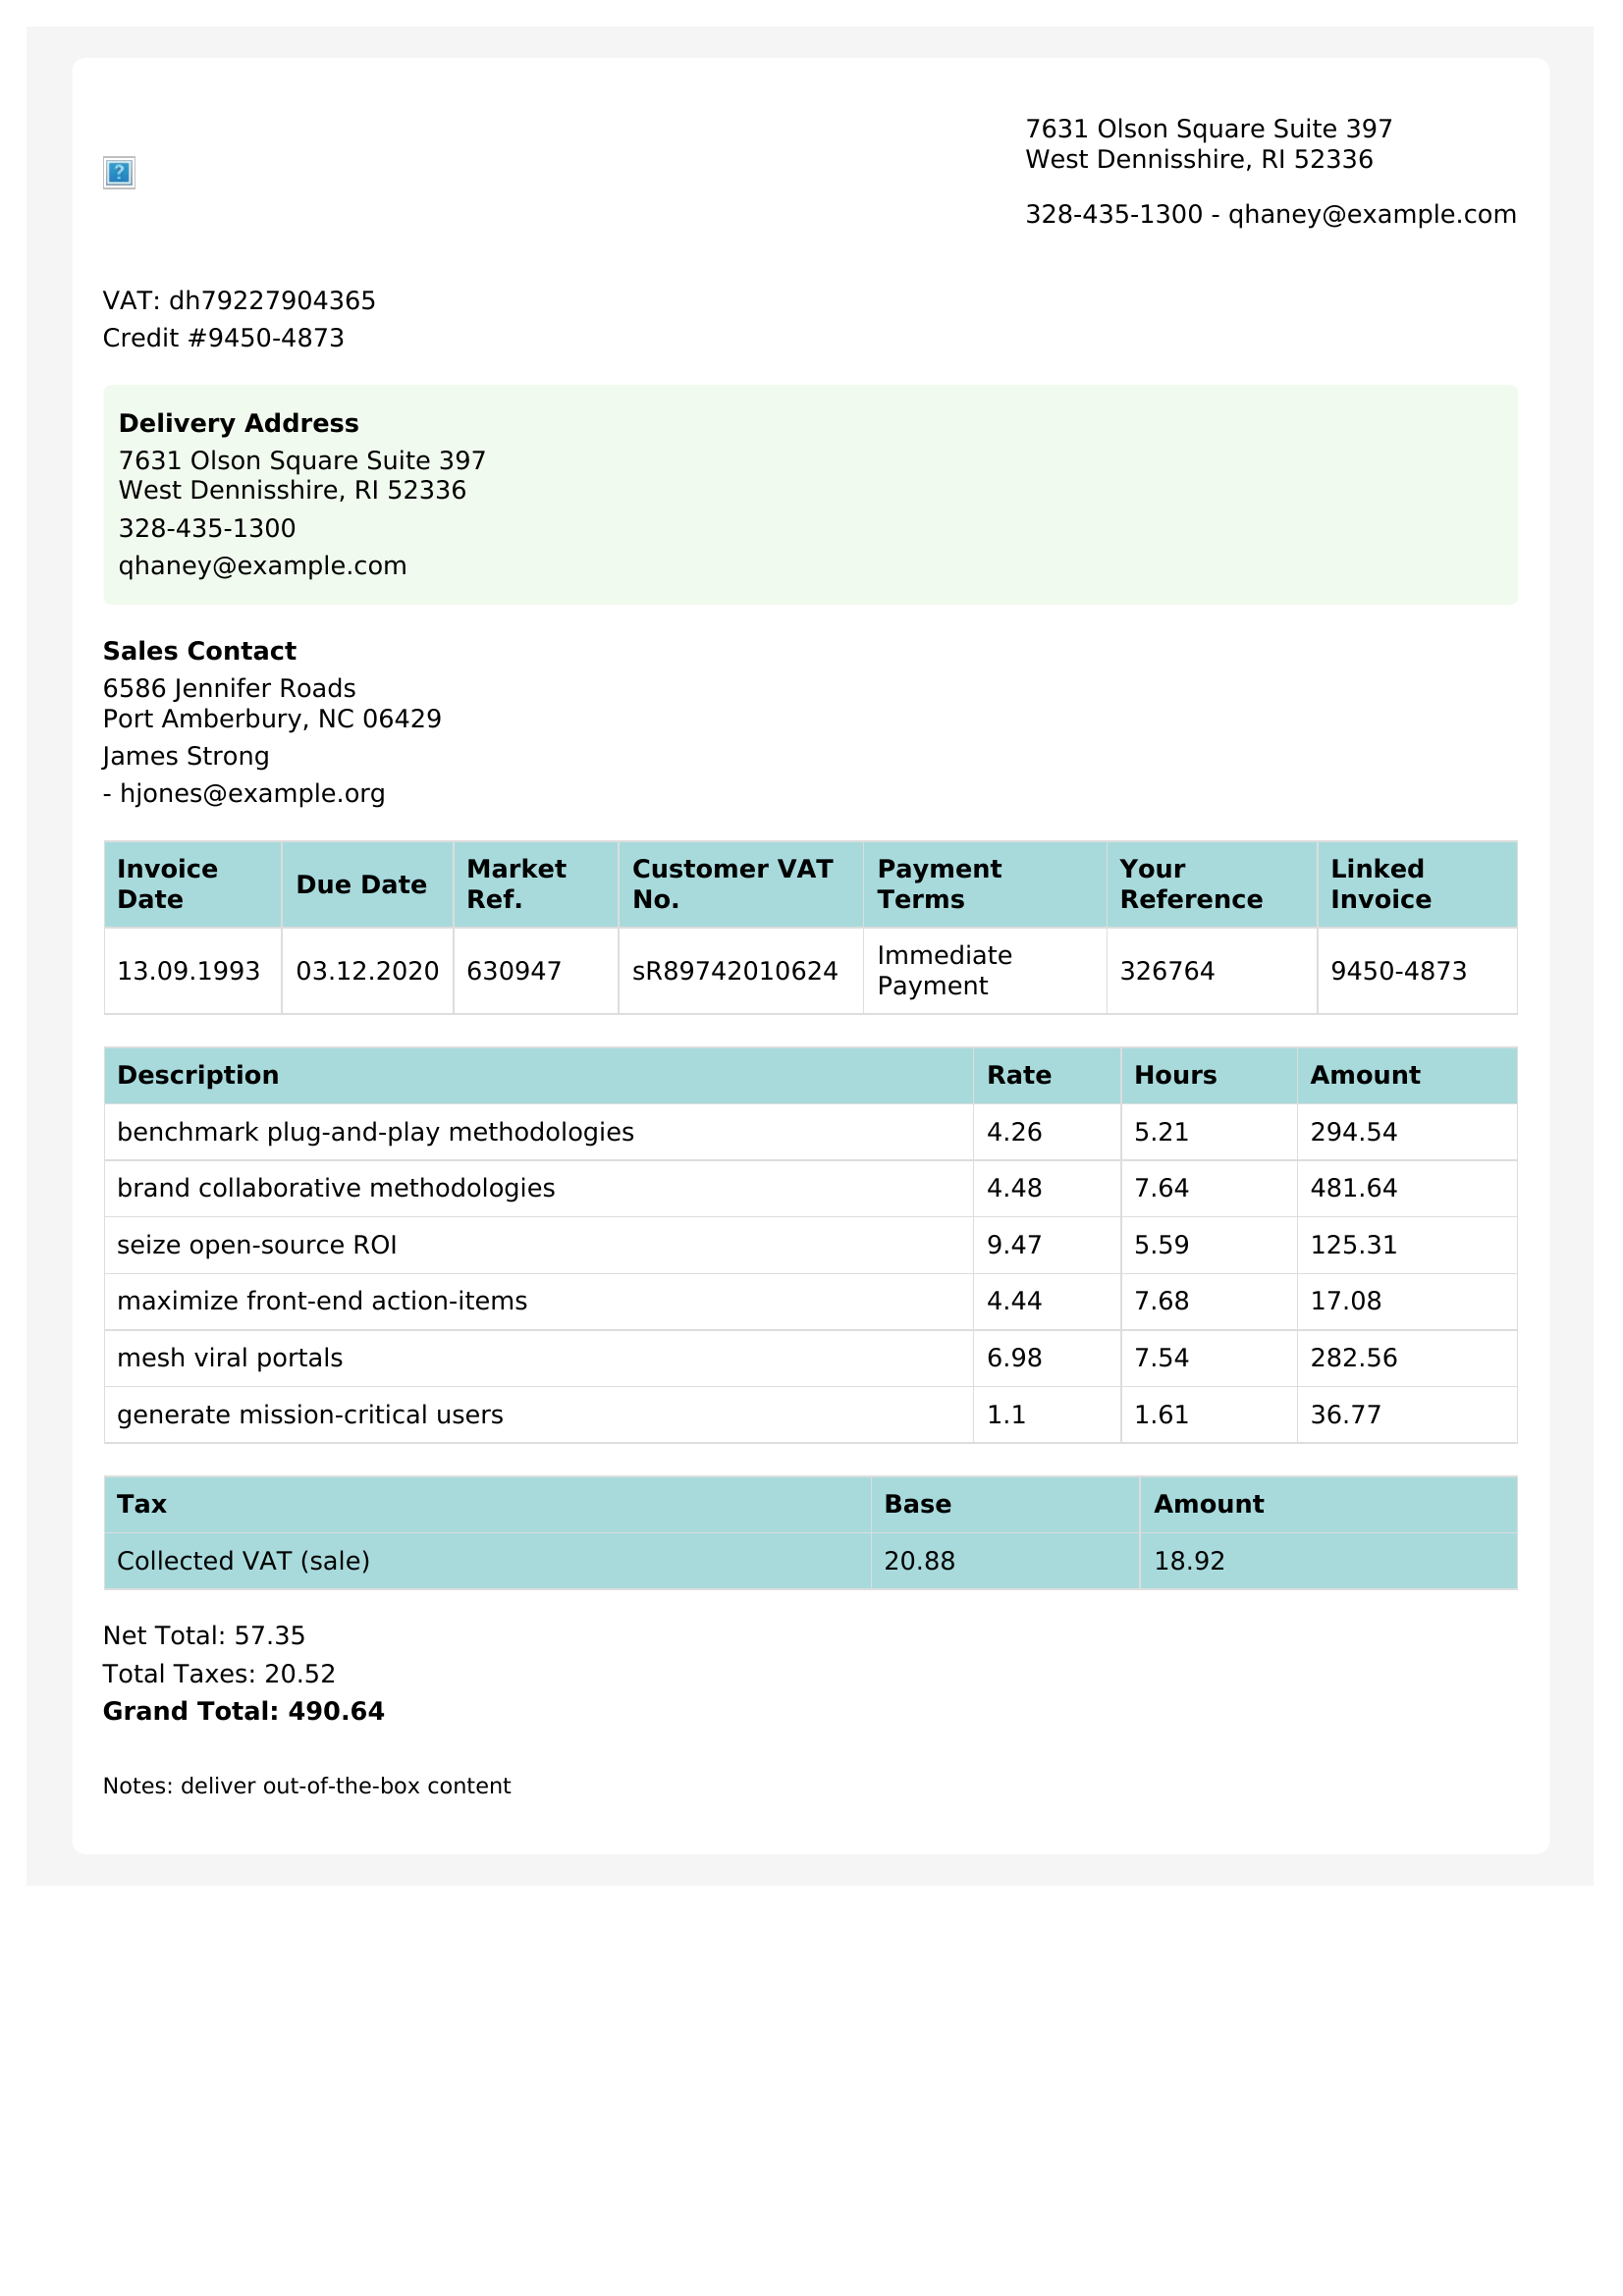 7631 Olson Square Suite 397
West Dennisshire, RI 52336
328-435-1300 - qhaney@example.com
VAT: dh79227904365
Credit #9450-4873
Delivery Address
7631 Olson Square Suite 397
West Dennisshire, RI 52336
328-435-1300
qhaney@example.com
Sales Contact
6586 Jennifer Roads
Port Amberbury, NC 06429
James Strong
- hjones@example.org
Invoice Date Due Date Market Ref. Customer VAT No. Payment Terms Your Reference Linked Invoice
13.09.1993 03.12.2020 630947 sR89742010624 Immediate Payment 326764 9450-4873
Description Rate Hours Amount
benchmark plug-and-play methodologies 4.26 5.21 294.54
brand collaborative methodologies 4.48 7.64 481.64
seize open-source ROI 9.47 5.59 125.31
maximize front-end action-items 4.44 7.68 17.08
mesh viral portals 6.98 7.54 282.56
generate mission-critical users 1.1 1.61 36.77
Tax Base Amount
Collected VAT (sale) 20.88 18.92
Net Total: 57.35
Total Taxes: 20.52
Grand Total: 490.64
Notes: deliver out-of-the-box content